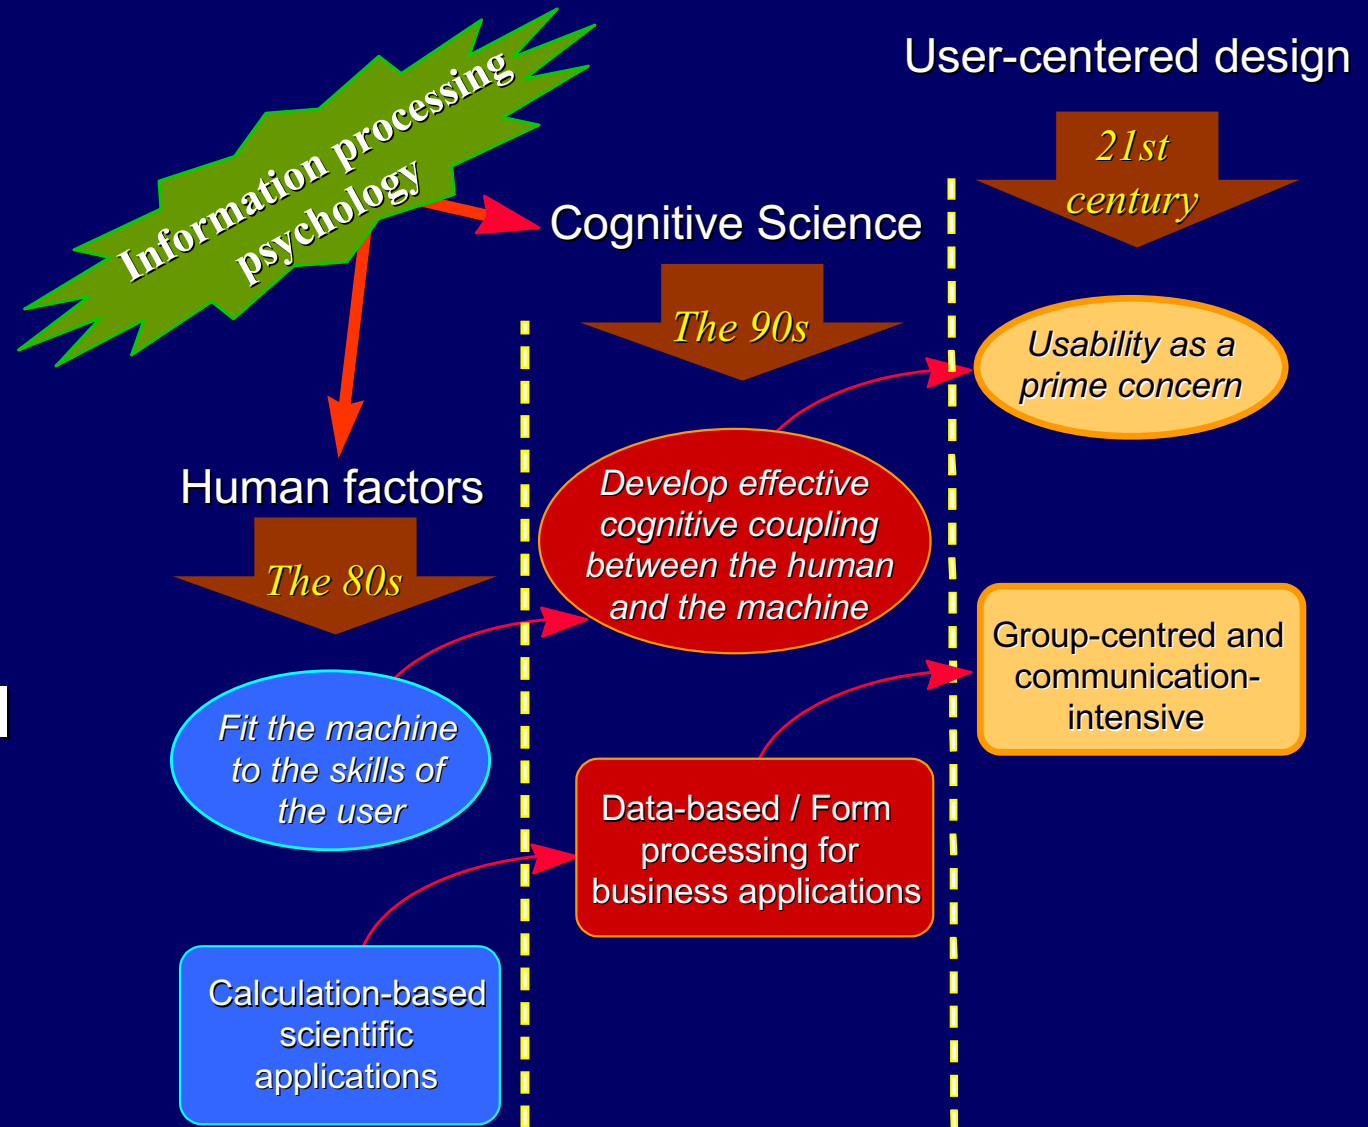 Information processing
psychology
User-centered design
21st
century
Cognitive Science
The 90s
Usability as a
prime concern
Human factors
The 80s
Develop effective
cognitive coupling
between the human
and the machine
Group-centred and
communication-
intensive
Fit the machine
to the skills of
the user
Data-based / Form
processing for
business applications
Calculation-based
scientific
applications